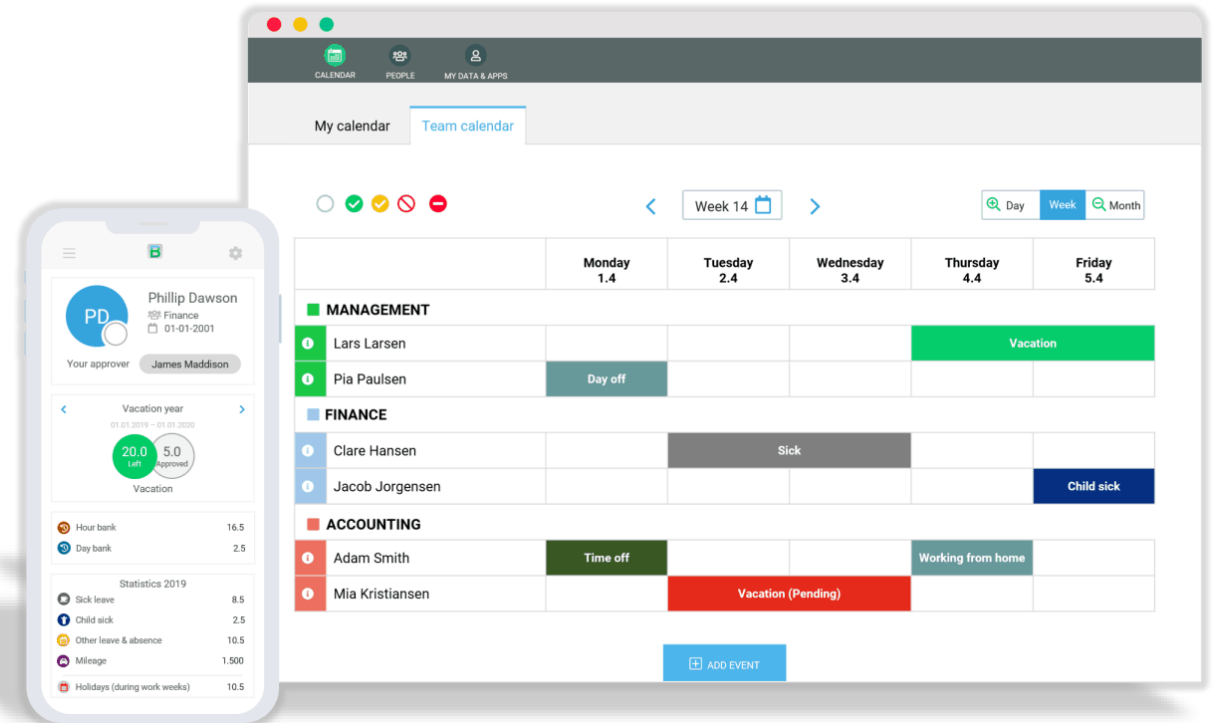 CALENDAR PEOPLE MY DATA & APPS
My calendar Team calendar
Week 14 Day Week Month
Monday Tuesday Wednesday Thursday Friday
1.4 2.4 3.4 4.4 5.4
MANAGEMENT
Lars Larsen Vacation
Pia Paulsen Day off
FINANCE
Clare Hansen Sick
Jacob Jorgensen Child sick
ACCOUNTING
Adam Smith Time off Working from home
Mia Kristiansen Vacation (Pending)
ADD EVENT
B
PD Phillip Dawson
Finance
01-01-2001
Your approver James Maddison
Vacation year
01.01.2019 – 01.01.2020
20.0 5.0
Left Approved
Vacation
Hour bank 16.5
Day bank 2.5
Statistics 2019
Sick leave 8.5
Child sick 2.5
Other leave & absence 10.5
Mileage 1.500
Holidays (during work weeks) 10.5